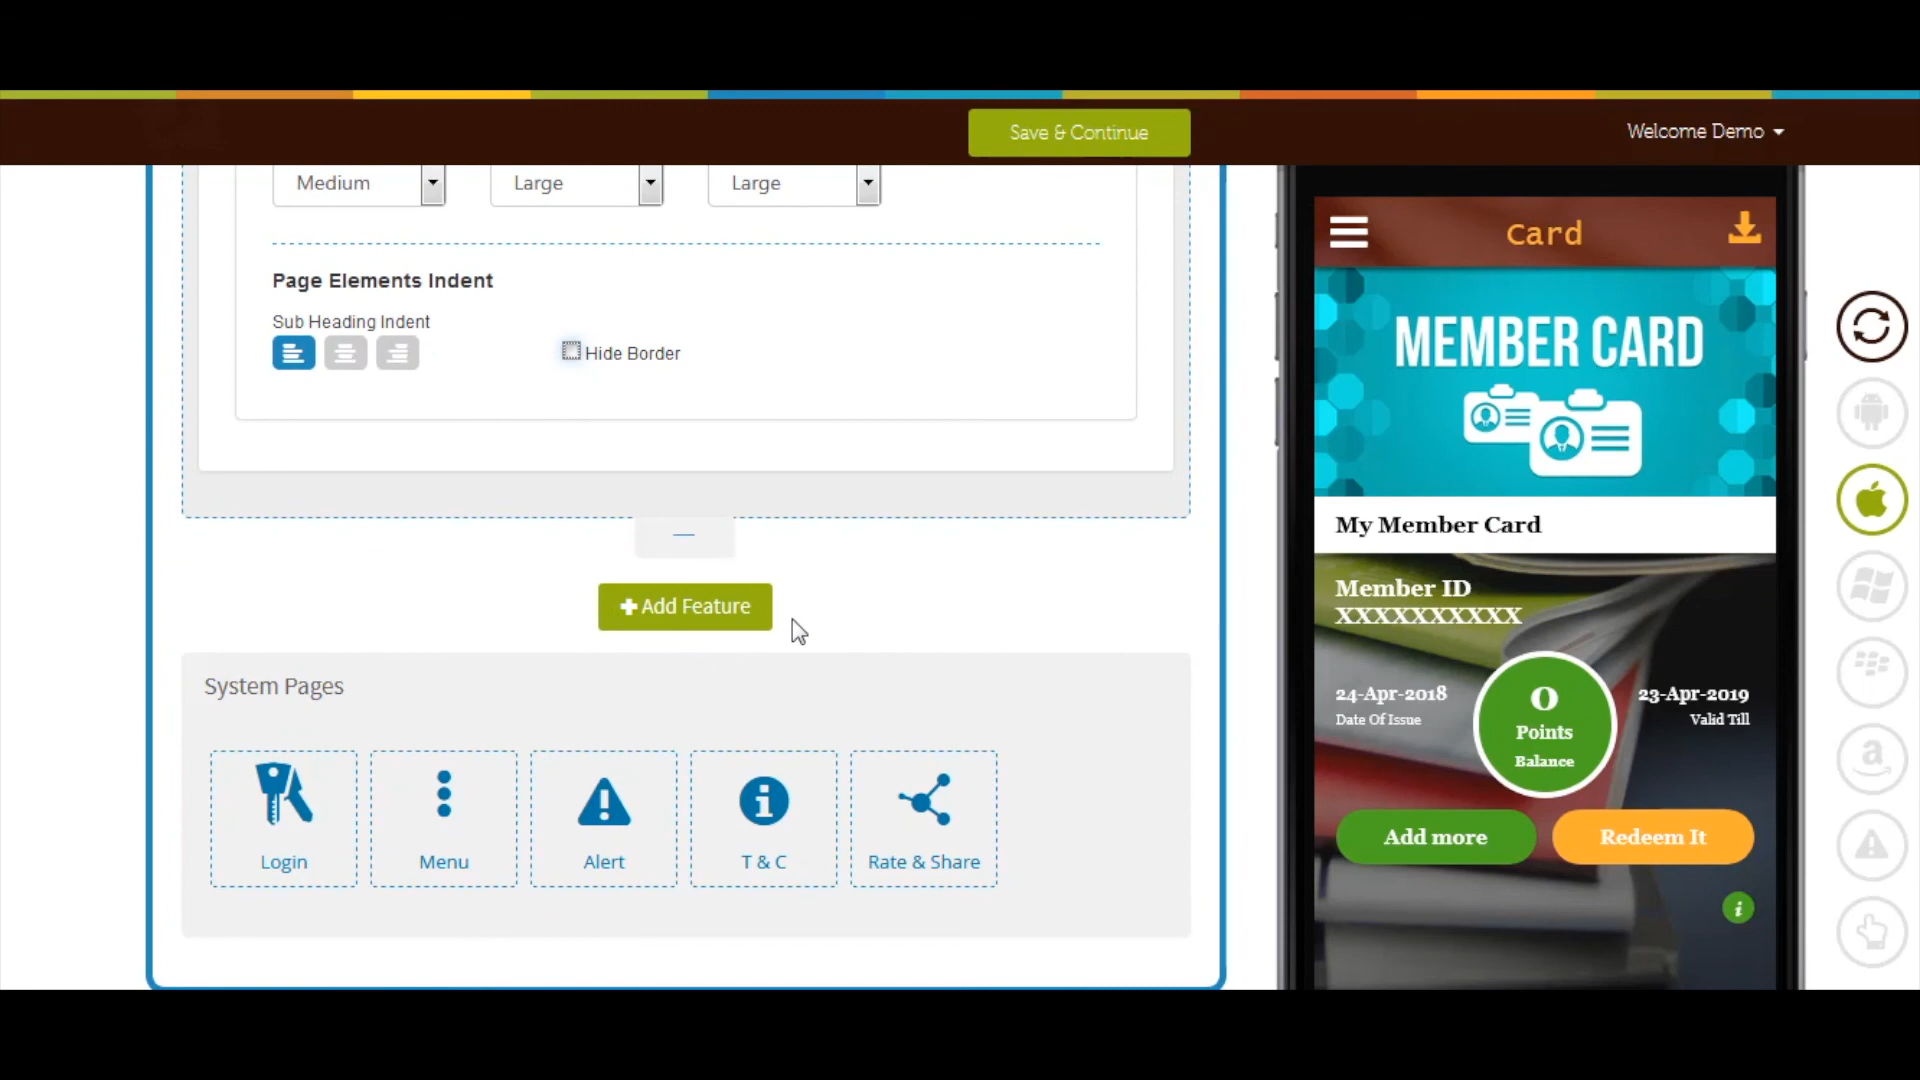 Save & Continue
Welcome Demo
Medium
Large
Large
Page Elements Indent
Sub Heading Indent
Hide Border
Add Feature
System Pages
Login
Menu
Alert
T & C
Rate & Share
Card
MEMBER CARD
My Member Card
Member ID
XXXXXXXXXX
24-Apr-2018
Date Of Issue
0
Points
Balance
23-Apr-2019
Valid Till
Add more
Redeem It
i